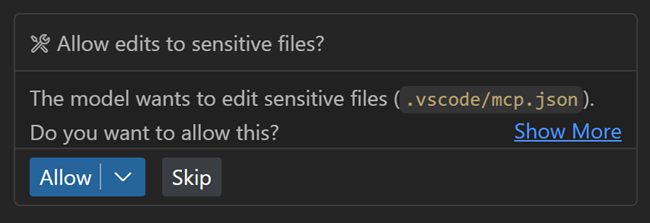 Allow edits to sensitive files?
The model wants to edit sensitive files (.vscode/mcp.json).
Do you want to allow this?
Show More
Allow
Skip